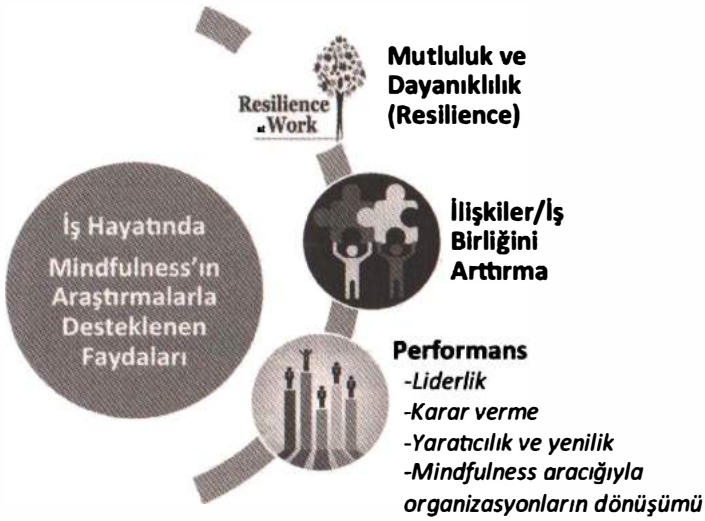 Resilience
at Work
Mutluluk ve
Dayanıklılık
(Resilience)
İş Hayatında
Mindfulness'ın
Araştırmalarla
Desteklenen
Faydaları
İlişkiler/İş
Birliğini
Arttırma
Performans
-Liderlik
-Karar verme
-Yaratıcılık ve yenilik
-Mindfulness aracığıyla
organizasyonların dönüşümü